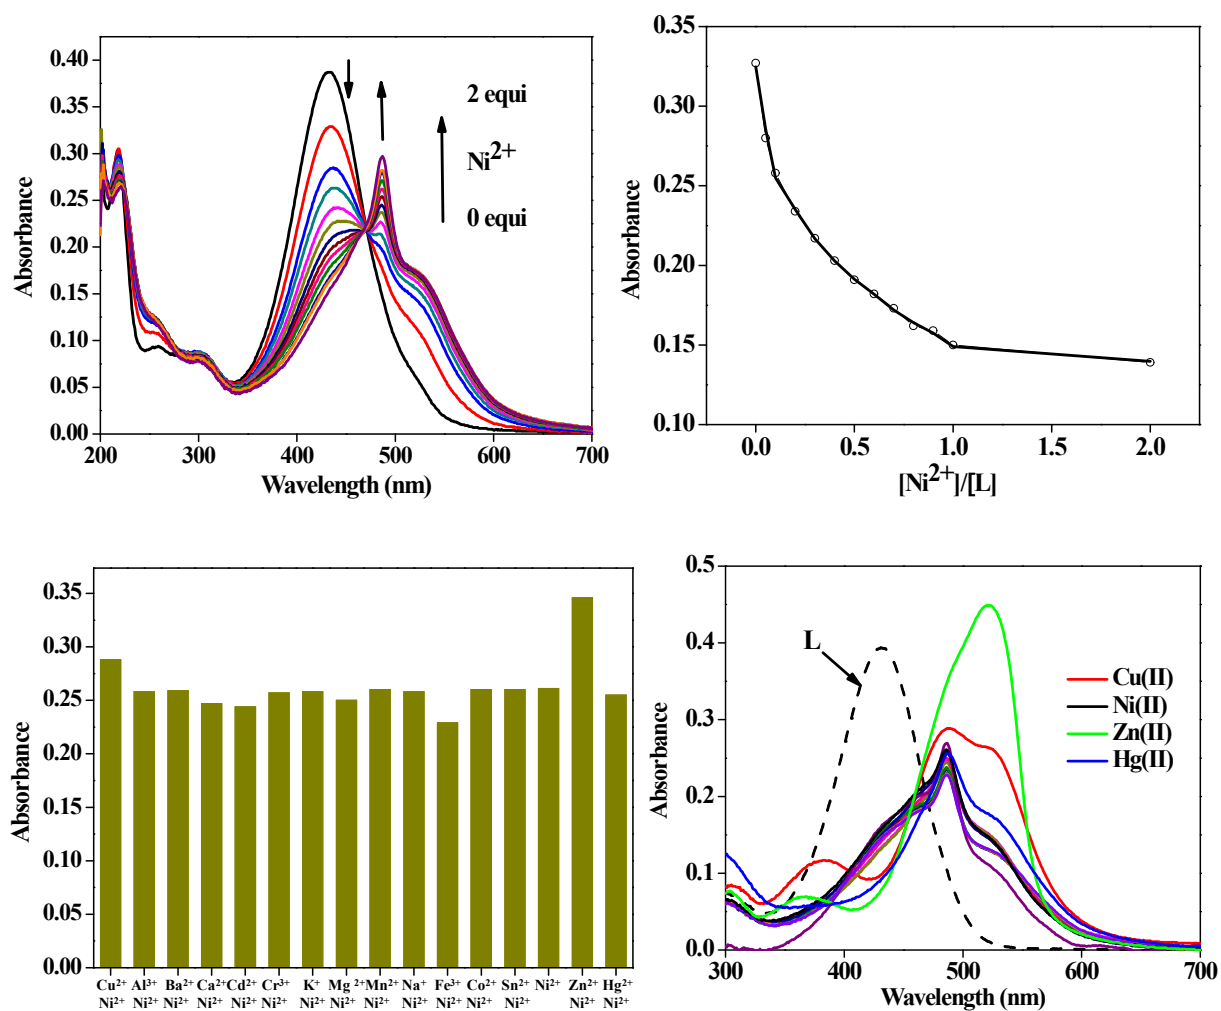 0.40
0.35
0.30
0.25
0.20
0.15
0.10
0.05
0.00
Absorbance
2 equi
Ni²⁺
0 equi
200 300 400 500 600 700
Wavelength (nm)
0.35
0.30
0.25
0.20
0.15
0.10
Absorbance
0.0 0.5 1.0 1.5 2.0
[Ni²⁺]/[L]
0.35
0.30
0.25
0.20
0.15
0.10
0.05
0.00
Absorbance
Cu²⁺ Al³⁺ Ba²⁺ Ca²⁺ Cd²⁺ Cr³⁺ K⁺ Mg ²⁺ Mn²⁺ Na⁺ Fe³⁺ Co²⁺ Sn²⁺ Ni²⁺ Zn²⁺ Hg²⁺
Ni²⁺ Ni²⁺ Ni²⁺ Ni²⁺ Ni²⁺ Ni²⁺ Ni²⁺ Ni²⁺ Ni²⁺ Ni²⁺ Ni²⁺ Ni²⁺ Ni²⁺ Ni²⁺ Ni²⁺
0.5
0.4
0.3
0.2
0.1
0.0
Absorbance
L
Cu(II)
Ni(II)
Zn(II)
Hg(II)
300 400 500 600 700
Wavelength (nm)